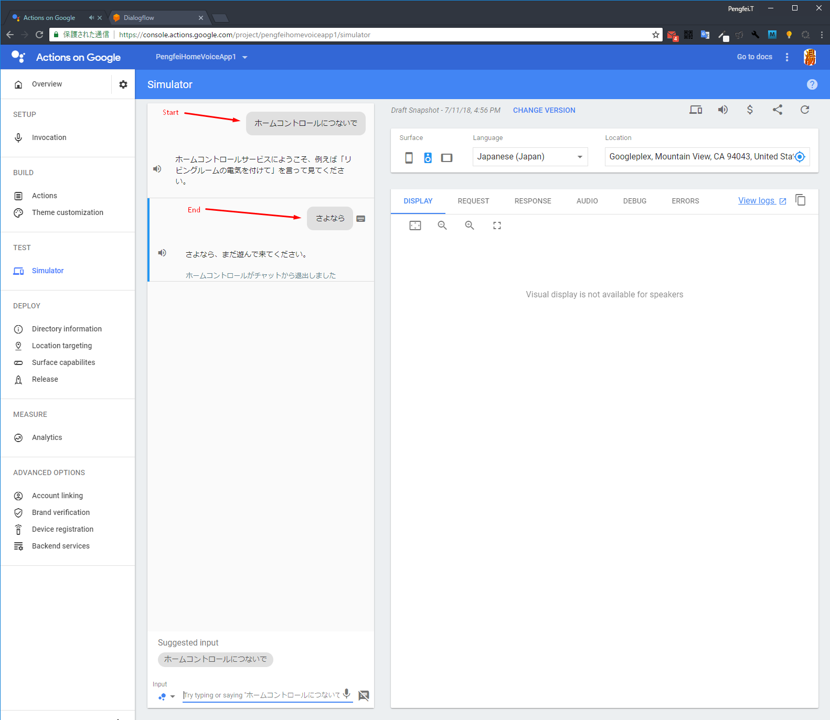 Pengfei.T
Actions on Google
Dialogflow
保護された通信
https://console.actions.google.com/project/pengfeihomevoiceapp1/simulator
Actions on Google
PengfeiHomeVoiceApp1
Go to docs
Overview
Simulator
SETUP
Invocation
BUILD
Actions
Theme customization
TEST
Simulator
DEPLOY
Directory information
Location targeting
Surface capabilites
Release
MEASURE
Analytics
ADVANCED OPTIONS
Account linking
Brand verification
Device registration
Backend services
Start
ホームコントロールにつないで
ホームコントロールサービスにようこそ、例えば「リ
ビングルームの電気を付けて」を言って見てくださ
い。
End
さよなら
さよなら、まだ遊んで来てください。
ホームコントロールがチャットから退出しました
Suggested input
ホームコントロールにつないで
Input
Try typing or saying "ホームコントロールにつないで
Draft Snapshot - 7/11/18, 4:56 PM
CHANGE VERSION
Surface
Language
Location
Japanese (Japan)
Googleplex, Mountain View, CA 94043, United Sta
DISPLAY
REQUEST
RESPONSE
AUDIO
DEBUG
ERRORS
View logs
Visual display is not available for speakers